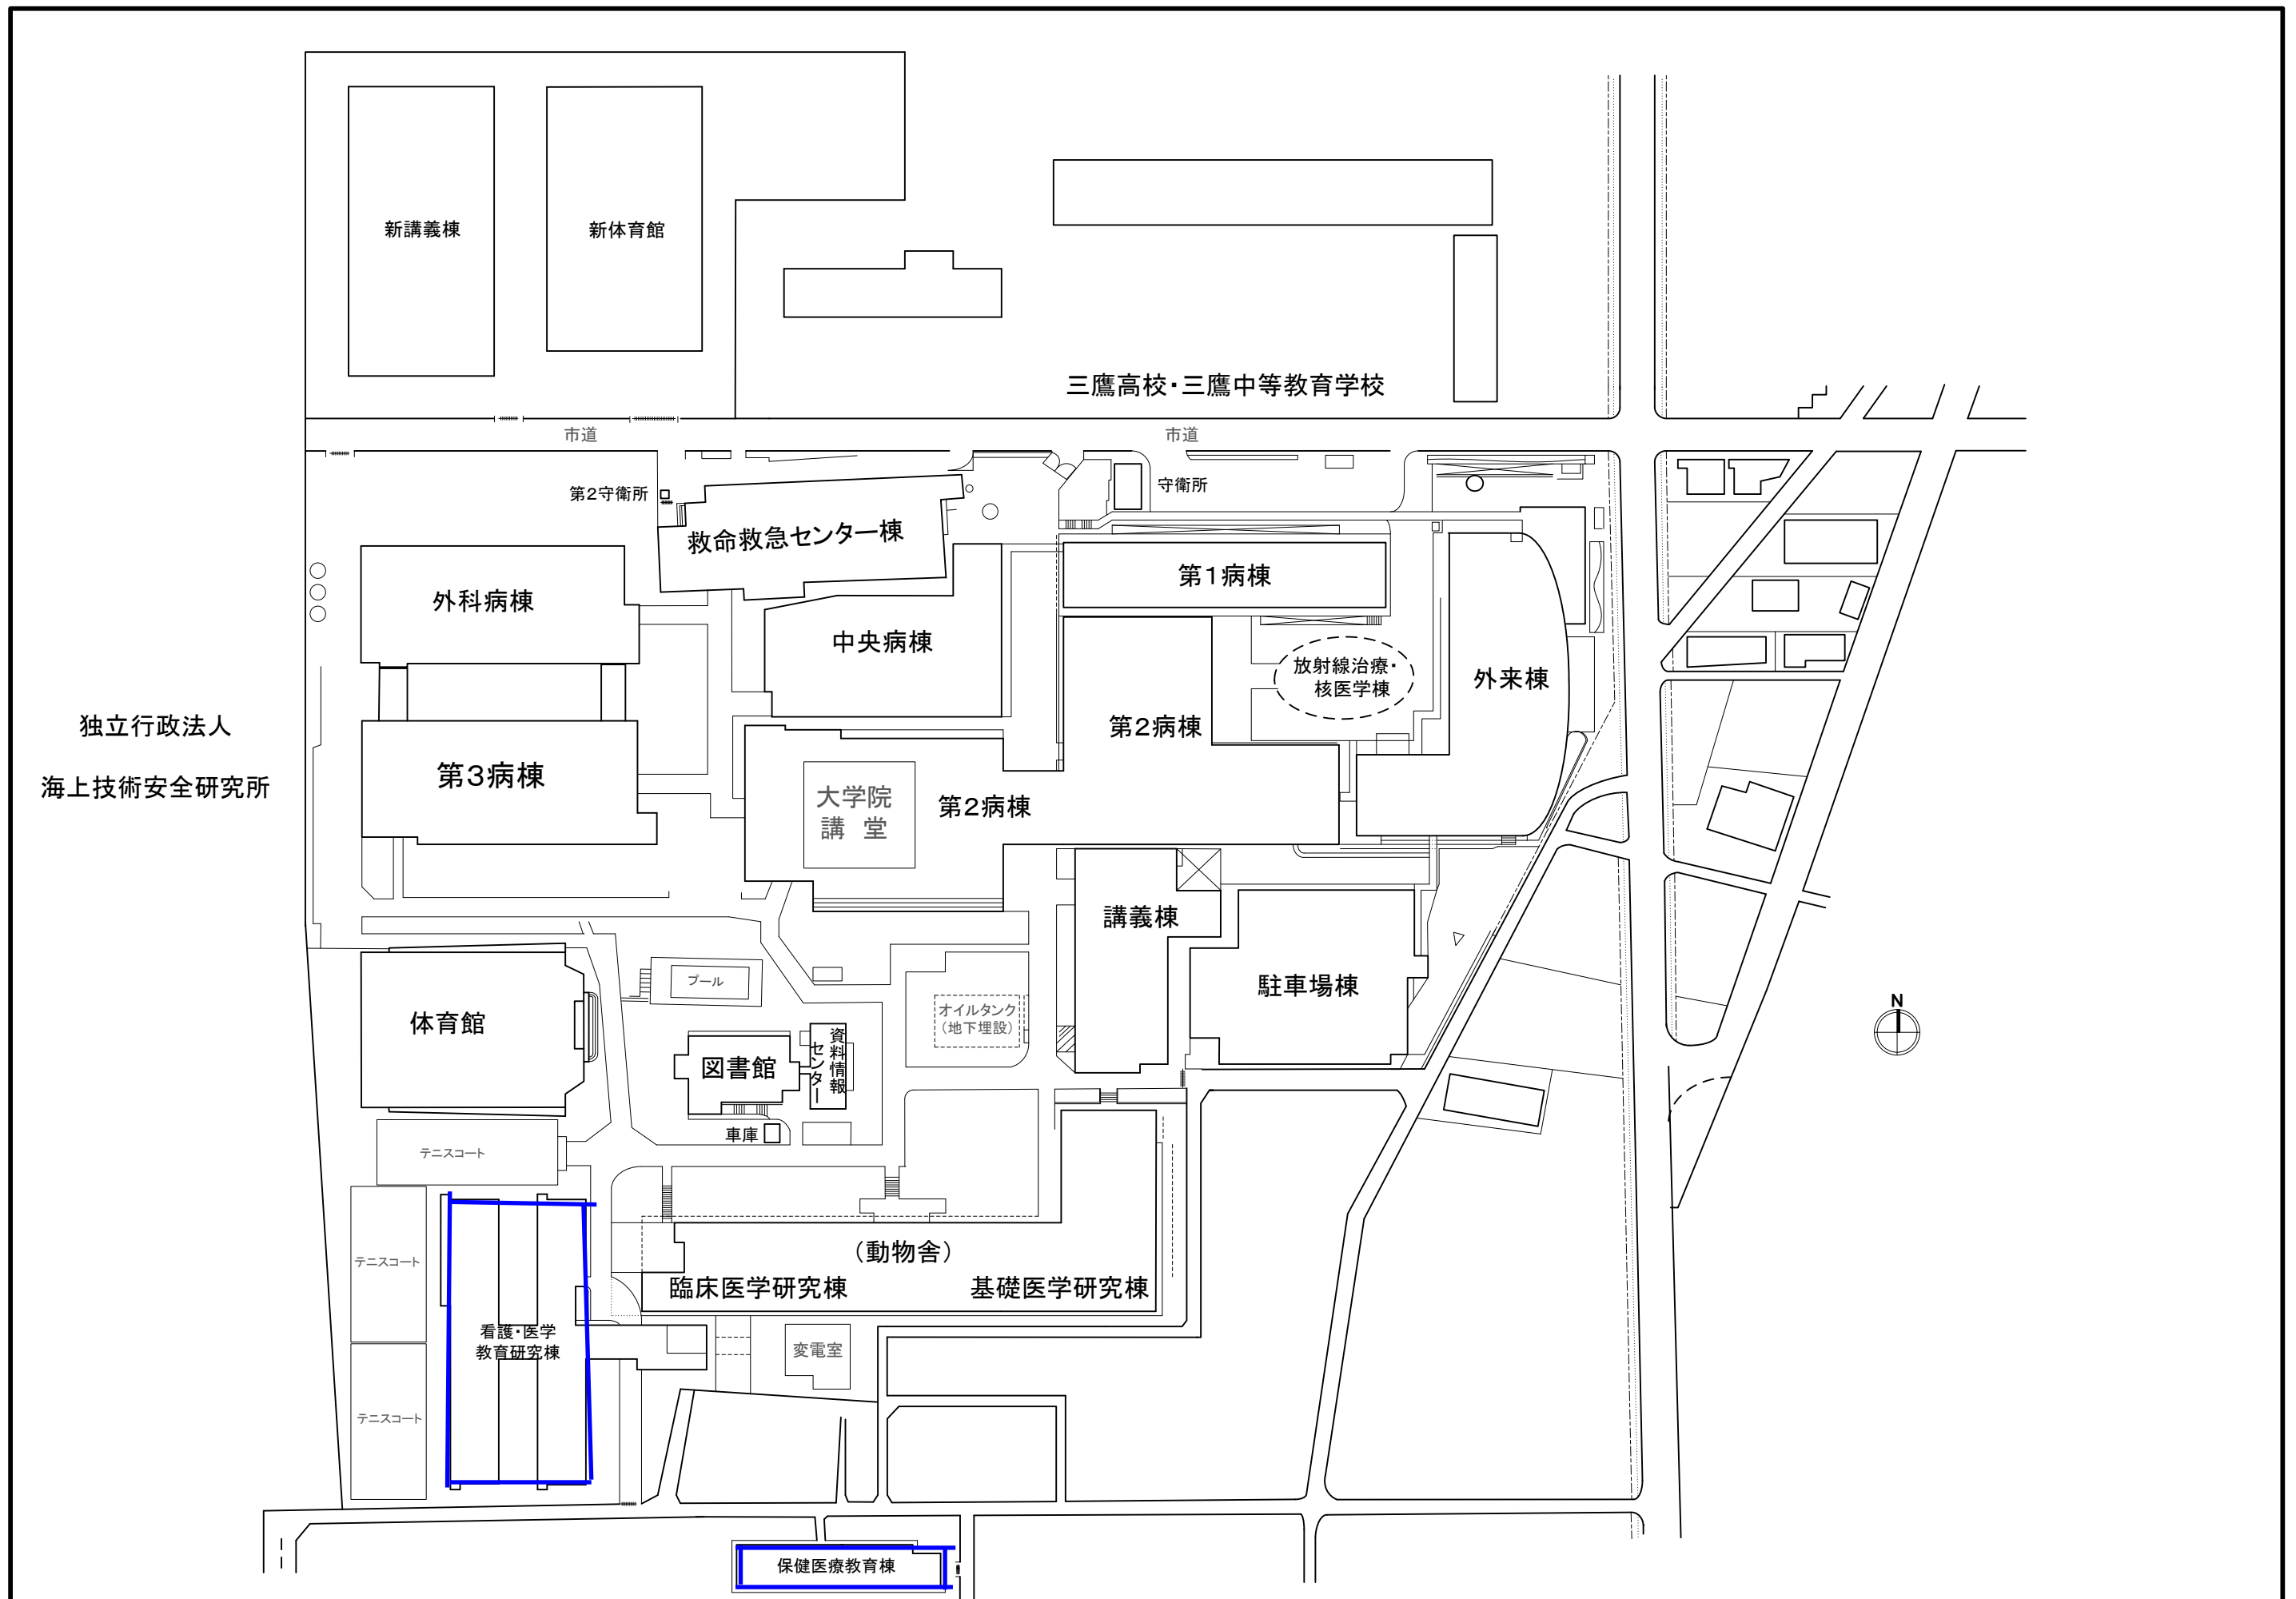 新講義棟
新体育館
三鷹高校・三鷹中等教育学校
市道
市道
第2守衛所
守衛所
救命救急センター棟
外科病棟
中央病棟
第1病棟
放射線治療・
核医学棟
外来棟
第2病棟
独立行政法人
海上技術安全研究所
第3病棟
大学院
講 堂
第2病棟
講義棟
駐車場棟
プール
オイルタンク
（地下埋設）
N
体育館
図書館
資料情報
センター
車庫
テニスコート
テニスコート
（動物舎）
臨床医学研究棟
基礎医学研究棟
看護・医学
教育研究棟
変電室
テニスコート
保健医療教育棟